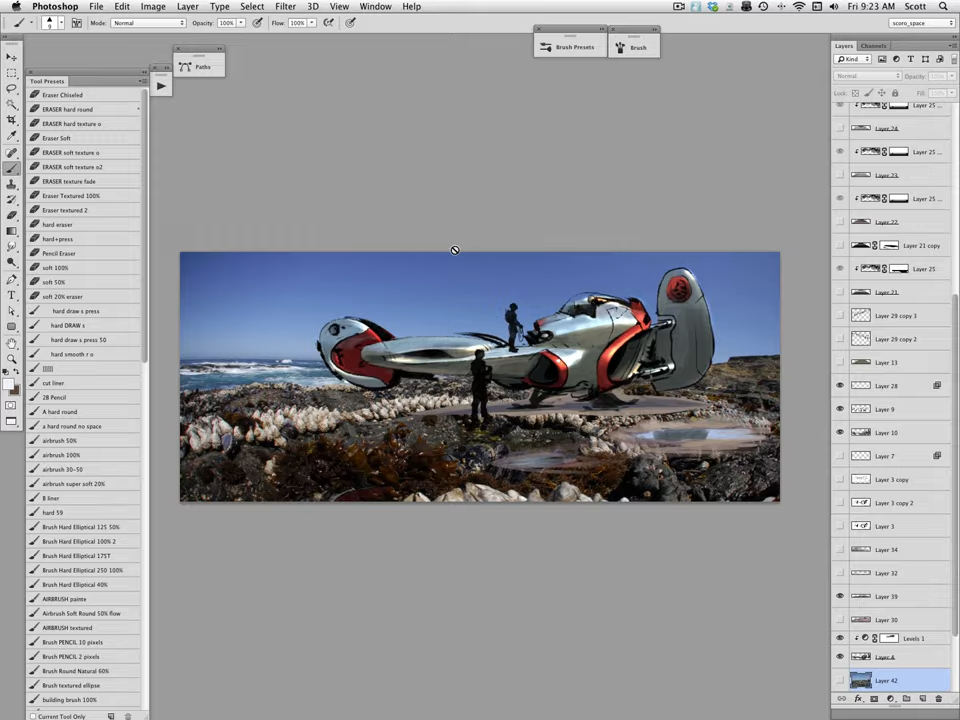 Photoshop File Edit Image Layer Type Select Filter 3D View Window Help
Fri 9:23 AM Scott
9 Mode: Normal Opacity: 100% Flow: 100%
scoro_space
Brush Presets
Brush
Paths
Tool Presets
Eraser Chiseled
ERASER hard round
ERASER hard texture o
Eraser Soft
ERASER soft texture o
ERASER soft texture o2
ERASER texture fade
Eraser Textured 100%
Eraser textured 2
hard eraser
hard+press
Pencil Eraser
soft 100%
soft 50%
soft 20% eraser
hard draw s press
hard DRAW s
hard draw s press 50
hard smooth r o
cut liner
2B Pencil
A hard round
a hard round no space
airbrush 50%
airbrush 100%
airbrush 30-50
airbrush super soft 20%
B liner
hard 59
Brush Hard Elliptical 125 50%
Brush Hard Elliptical 100% 2
Brush Hard Elliptical 175T
Brush Hard Elliptical 250 100%
Brush Hard Elliptical 40%
AIRBRUSH painte
Airbrush Soft Round 50% flow
AIRBRUSH textured
Brush PENCIL 10 pixels
Brush PENCIL 2 pixels
Brush Round Natural 60%
Brush textured ellipse
building brush 100%
Current Tool Only
Layers Channels
Kind
Normal Opacity:
Lock: Fill:
Layer 25 ...
Layer 24
Layer 25 ...
Layer 23
Layer 25 ...
Layer 22
Layer 21 copy
Layer 25
Layer 21
Layer 29 copy 3
Layer 29 copy 2
Layer 13
Layer 28
Layer 9
Layer 10
Layer 7
Layer 3 copy
Layer 3 copy 2
Layer 3
Layer 34
Layer 32
Layer 39
Layer 30
Levels 1
Layer 4
Layer 42